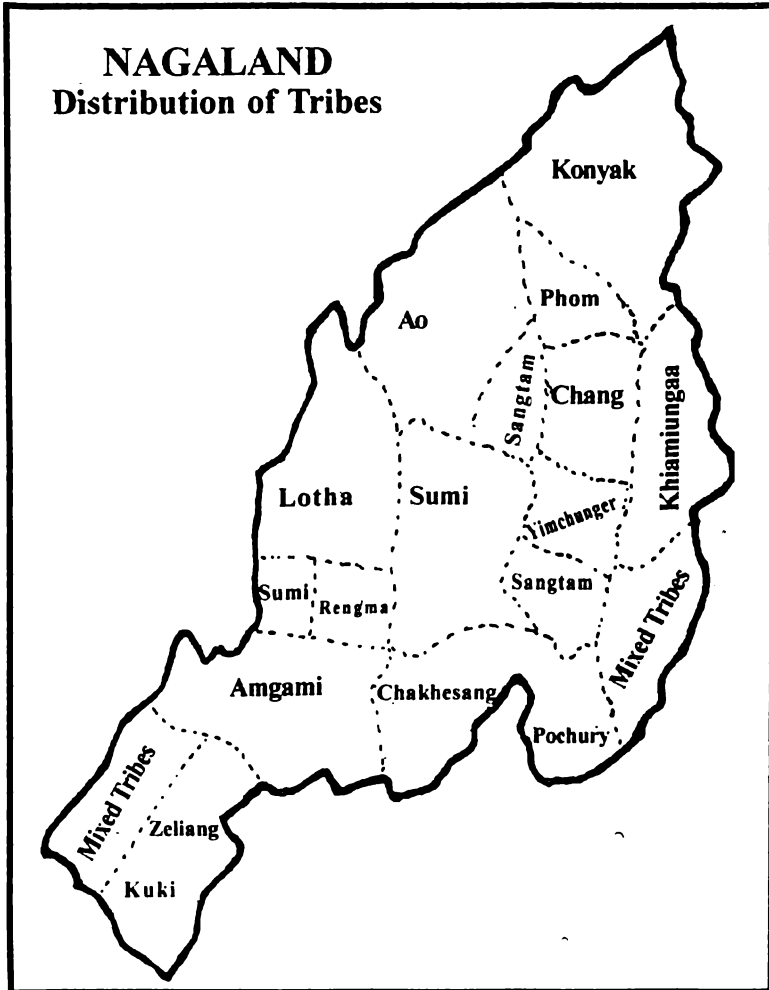 NAGALAND
Distribution of Tribes
Konyak
Phom
Ao
Sangtam
Chang
Khiamiungaa
Lotha
Sumi
Yimchunger
Sumi
Rengma
Sangtam
Mixed Tribes
Amgami
Chakhesang
Pochury
Mixed Tribes
Zeliang
Kuki